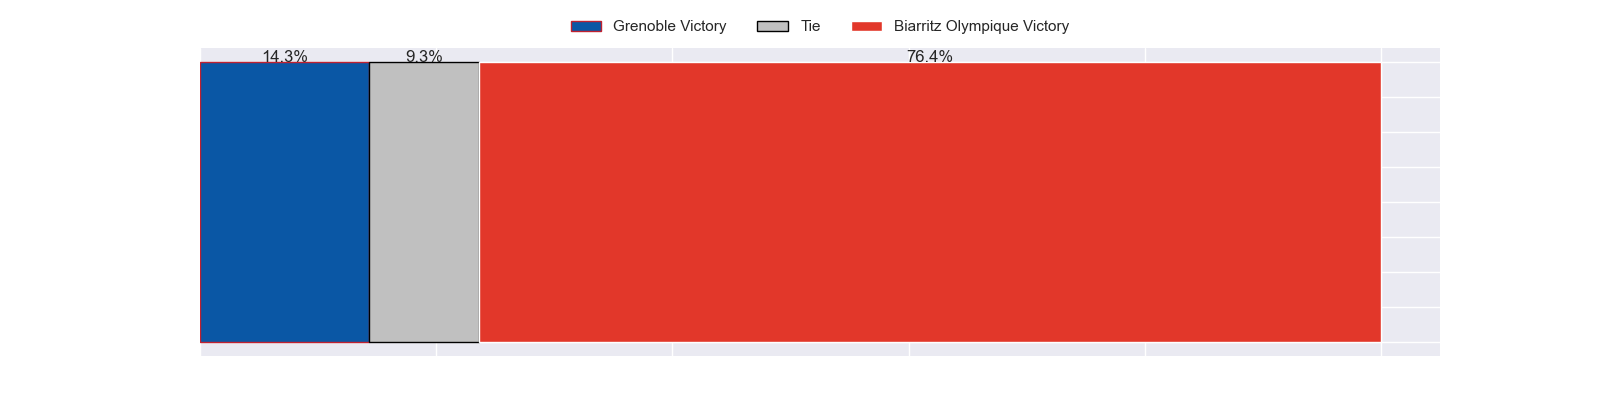 Grenoble Victory Tie Biarritz Olympique Victory
14.3% 9.3% 76.4%